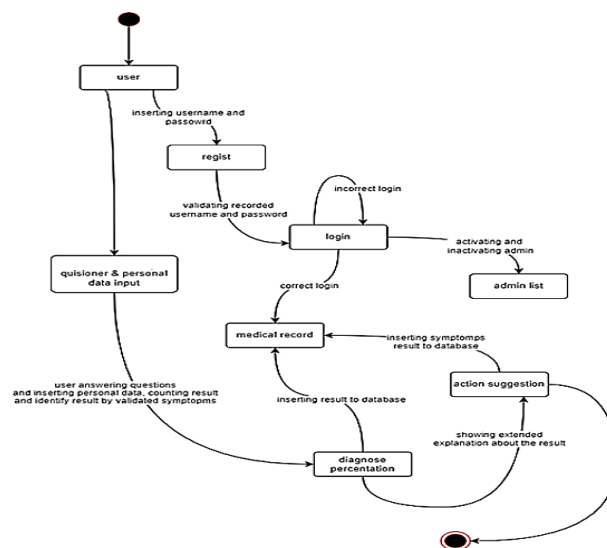 user
inserting username and
passowrd
regist
validating recorded
username and password
incorrect login
login
activating and
inactivating admin
admin list
quisioner & personal
data input
correct login
medical record
inserting symptomps
result to database
action suggestion
user answering questions
and inserting personal data, counting result
and identify result by validated symptopms
inserting result to database
showing extended
explanation about the result
diagnose
percentation